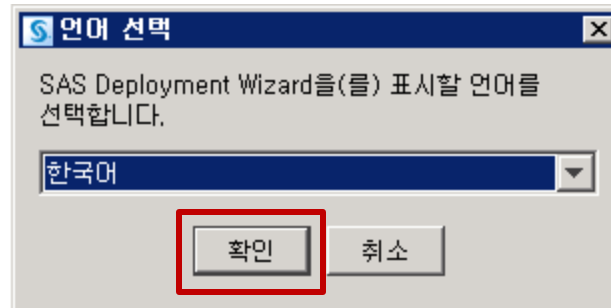 언어 선택
SAS Deployment Wizard을(를) 표시할 언어를
선택합니다.
한국어
확인 취소